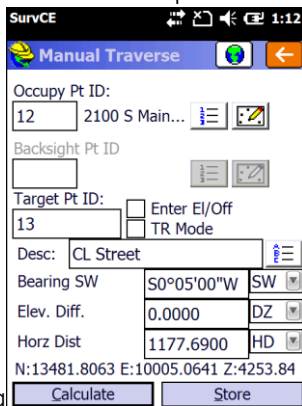 SurvCE 1:12
Manual Traverse
Occupy Pt ID:
12 2100 S Main...
Backsight Pt ID
Target Pt ID:
13
Enter El/Off
TR Mode
Desc: CL Street
Bearing SW S0°05'00"W SW
Elev. Diff. 0.0000 DZ
Horz Dist 1177.6900 HD
N:13481.8063 E:10005.0641 Z:4253.84
Calculate Store